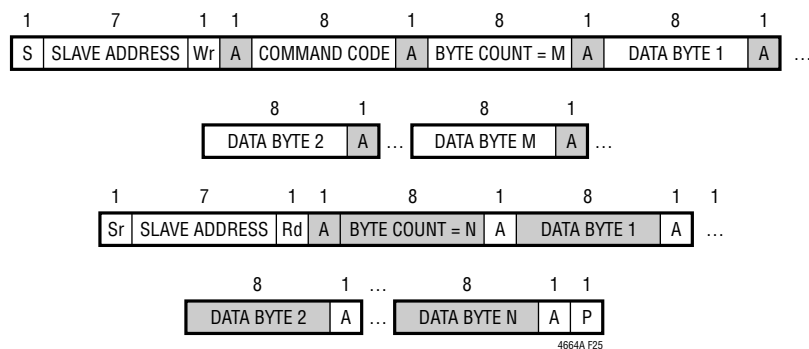 1 7 1 1 8 1 8 1 8 1
S SLAVE ADDRESS Wr A COMMAND CODE A BYTE COUNT = M A DATA BYTE 1 A …
8 1 8 1
DATA BYTE 2 A … DATA BYTE M A …
1 7 1 1 8 1 8 1 1
Sr SLAVE ADDRESS Rd A BYTE COUNT = N A DATA BYTE 1 A …
8 1 … 8 1 1
DATA BYTE 2 A … DATA BYTE N A P
4664A F25